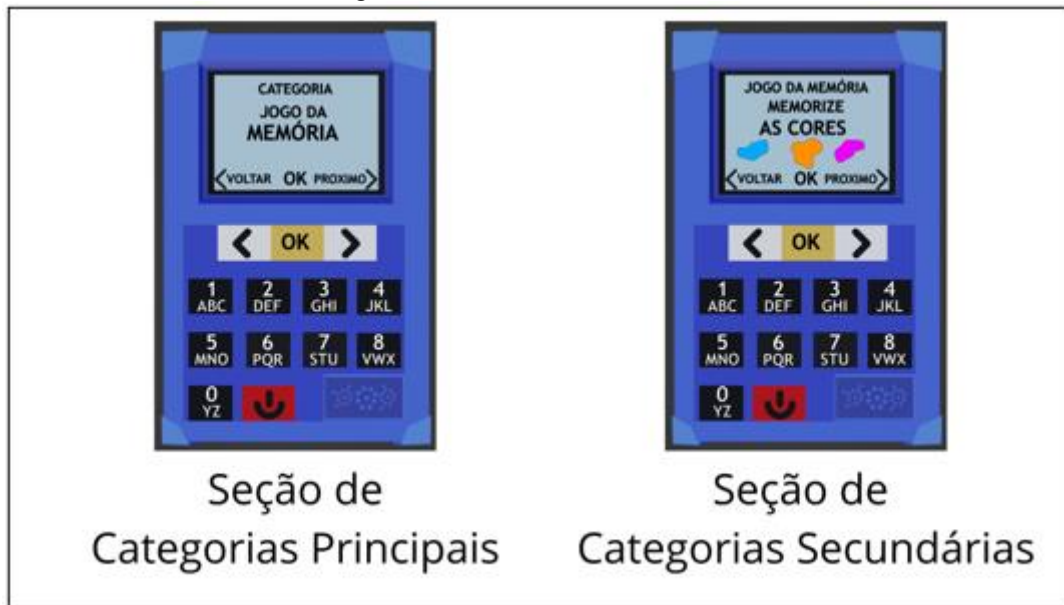 CATEGORIA
JOGO DA
MEMÓRIA
<VOLTAR OK PROXIMO>
< OK >
1 2 3 4
ABC DEF GHI JKL
5 6 7 8
MNO PQR STU VWX
0
YZ
Seção de
Categorias Principais
JOGO DA MEMÓRIA
MEMORIZE
AS CORES
<VOLTAR OK PROXIMO>
< OK >
1 2 3 4
ABC DEF GHI JKL
5 6 7 8
MNO PQR STU VWX
0
YZ
Seção de
Categorias Secundárias